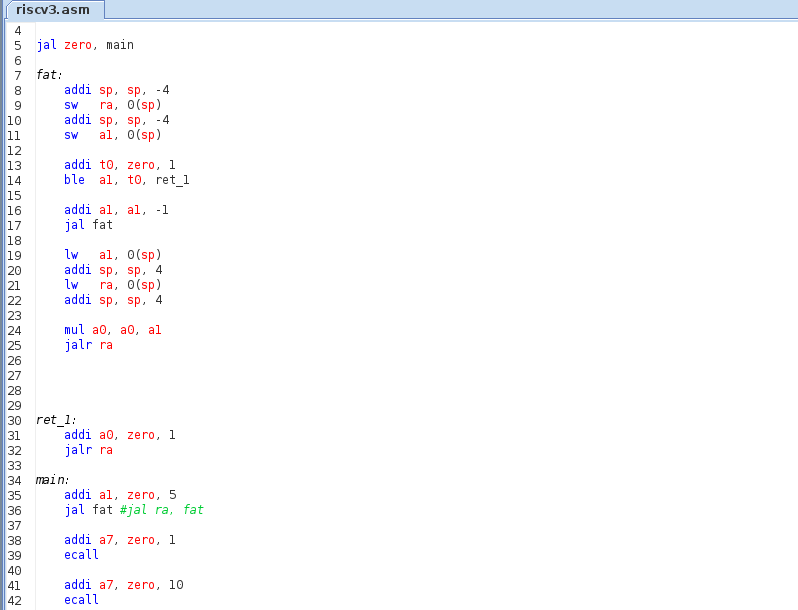 riscv3.asm
4
5 jal zero, main
6
7 fat:
8 addi sp, sp, -4
9 sw ra, 0(sp)
10 addi sp, sp, -4
11 sw a1, 0(sp)
12
13 addi t0, zero, 1
14 ble a1, t0, ret_1
15
16 addi a1, a1, -1
17 jal fat
18
19 lw a1, 0(sp)
20 addi sp, sp, 4
21 lw ra, 0(sp)
22 addi sp, sp, 4
23
24 mul a0, a0, a1
25 jalr ra
26
27
28
29
30 ret_1:
31 addi a0, zero, 1
32 jalr ra
33
34 main:
35 addi a1, zero, 5
36 jal fat #jal ra, fat
37
38 addi a7, zero, 1
39 ecall
40
41 addi a7, zero, 10
42 ecall